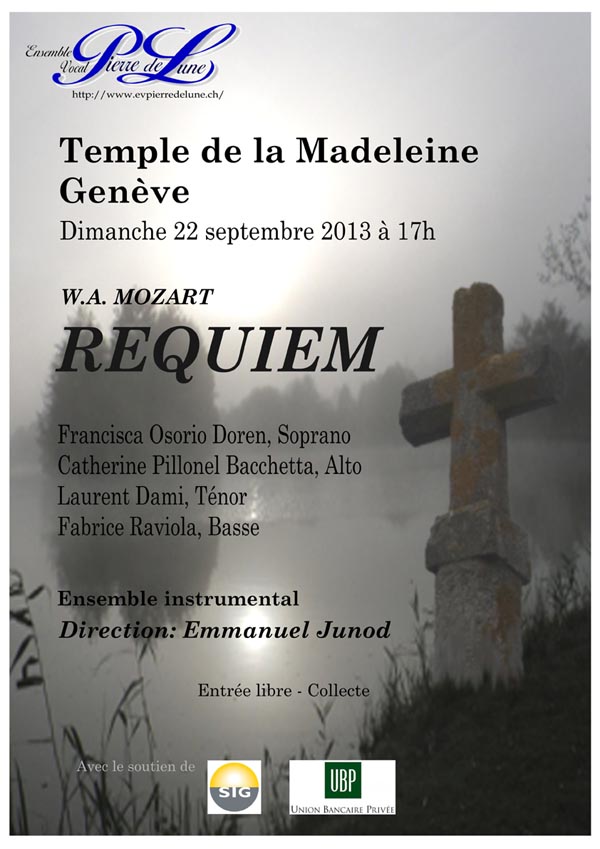 Ensemble
Vocal
Pierre de Lune
http://www.evpierredelune.ch/
Temple de la Madeleine
Genève
Dimanche 22 septembre 2013 à 17h
W.A. MOZART
REQUIEM
Francisca Osorio Doren, Soprano
Catherine Pillonel Bacchetta, Alto
Laurent Dami, Ténor
Fabrice Raviola, Basse
Ensemble instrumental
Direction: Emmanuel Junod
Entrée libre - Collecte
Avec le soutien de
SIG
UBP
UNION BANCAIRE PRIVÉE